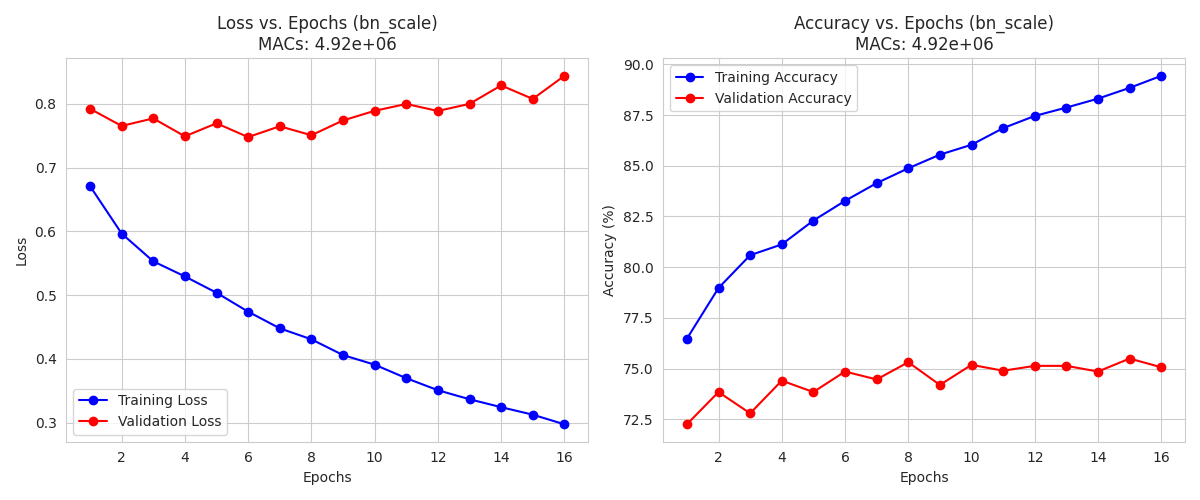 Loss vs. Epochs (bn_scale)
MACs: 4.92e+06
0.8
0.7
0.6
0.5
0.4
0.3
Loss
Training Loss
Validation Loss
2 4 6 8 10 12 14 16
Epochs
Accuracy vs. Epochs (bn_scale)
MACs: 4.92e+06
90.0
87.5
85.0
82.5
80.0
77.5
75.0
72.5
Accuracy (%)
Training Accuracy
Validation Accuracy
2 4 6 8 10 12 14 16
Epochs